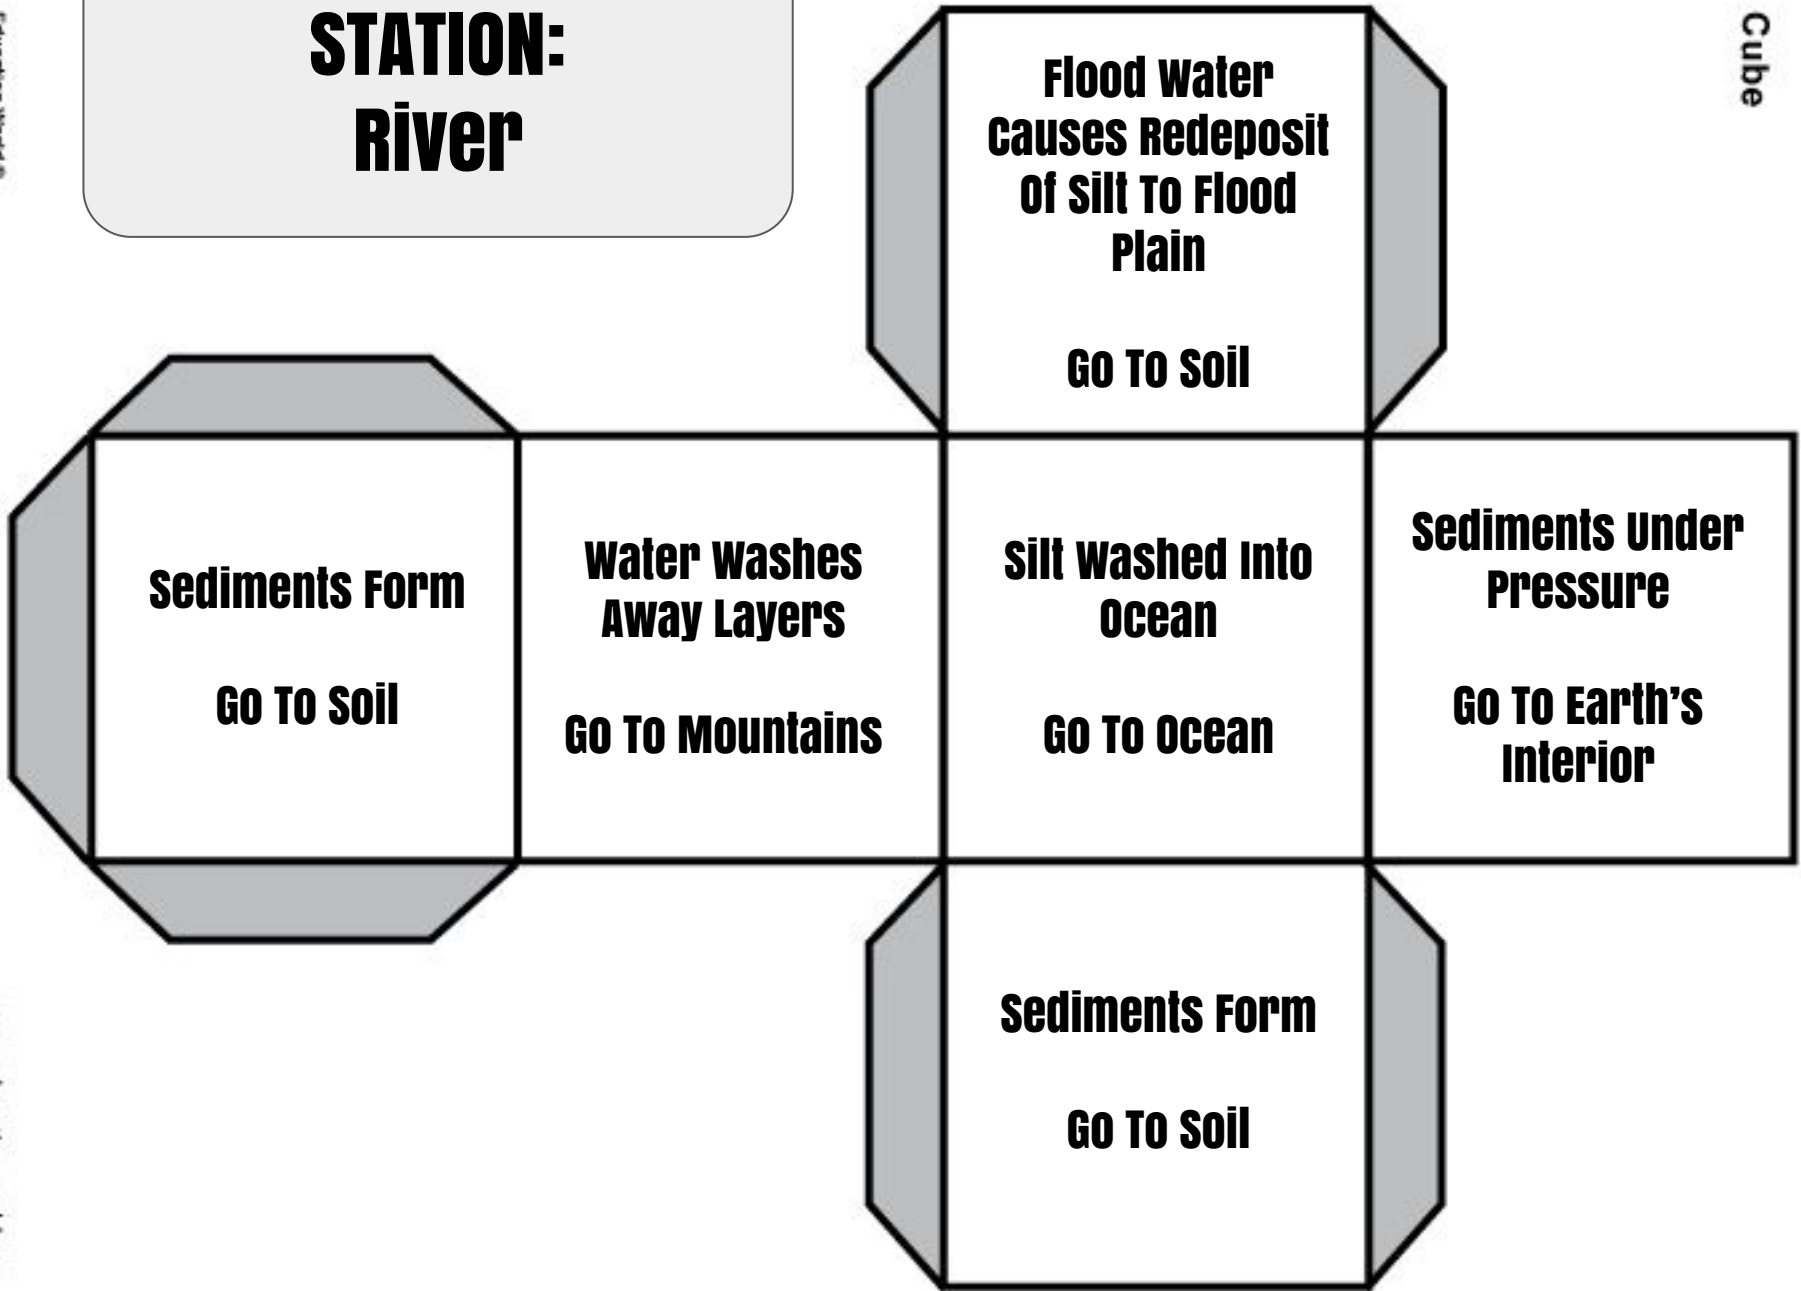 STATION:
River
Cube
Flood Water
Causes Redeposit
Of Silt To Flood
Plain
Go To Soil
Sediments Form
Go To Soil
Water Washes
Away Layers
Go To Mountains
Silt Washed Into
Ocean
Go To Ocean
Sediments Under
Pressure
Go To Earth’s
Interior
Sediments Form
Go To Soil